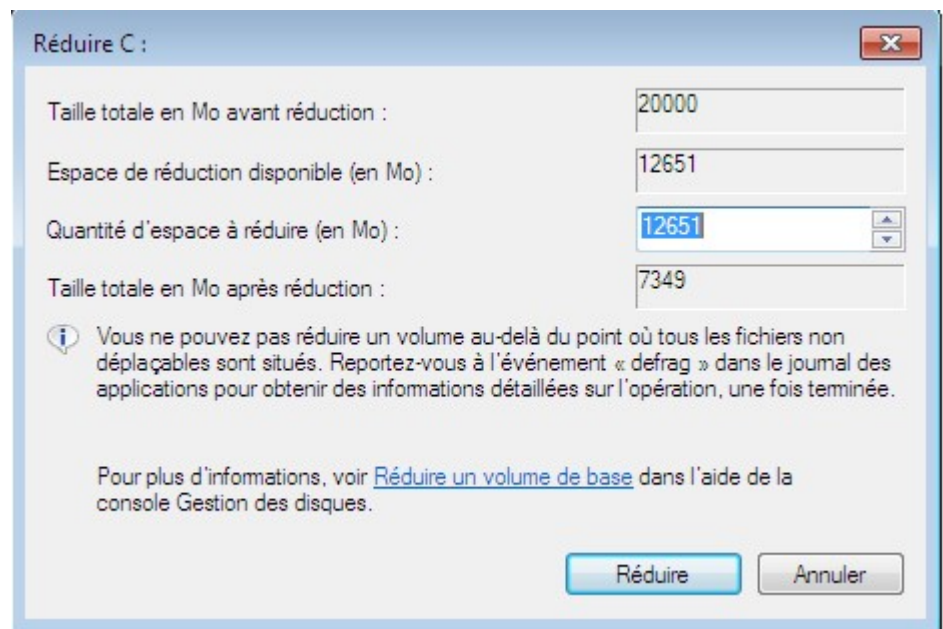 Réduire C :
Taille totale en Mo avant réduction :
20000
Espace de réduction disponible (en Mo) :
12651
Quantité d'espace à réduire (en Mo) :
12651
Taille totale en Mo après réduction :
7349
Vous ne pouvez pas réduire un volume au-delà du point où tous les fichiers non
déplaçables sont situés. Reportez-vous à l'événement « defrag » dans le journal des
applications pour obtenir des informations détaillées sur l'opération, une fois terminée.
Pour plus d'informations, voir Réduire un volume de base dans l'aide de la
console Gestion des disques.
Réduire
Annuler